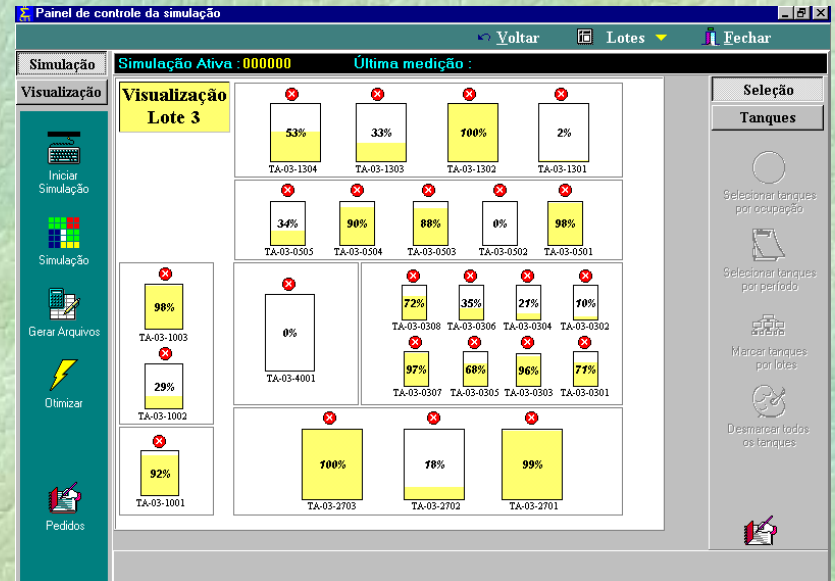 Painel de controle da simulação
Voltar Lotes Fechar
Simulação
Simulação Ativa : 000000 Última medição :
Visualização
Iniciar
Simulação
Simulação
Gerar Arquivos
Otimizar
Pedidos
Visualização
Lote 3
53% 33% 100% 2%
TA-03-1304 TA-03-1303 TA-03-1302 TA-03-1301
34% 90% 88% 0% 98%
TA-03-0505 TA-03-0504 TA-03-0503 TA-03-0502 TA-03-0501
98%
TA-03-1003
29%
TA-03-1002
0%
TA-03-4001
72% 35% 21% 10%
TA-03-0308 TA-03-0306 TA-03-0304 TA-03-0302
97% 68% 96% 71%
TA-03-0307 TA-03-0305 TA-03-0303 TA-03-0301
92%
TA-03-1001
100% 18% 99%
TA-03-2703 TA-03-2702 TA-03-2701
Seleção
Tanques
Selecionar tanques
por ocupação
Selecionar tanques
por período
Marcar tanques
por lotes
Desmarcar todos
os tanques